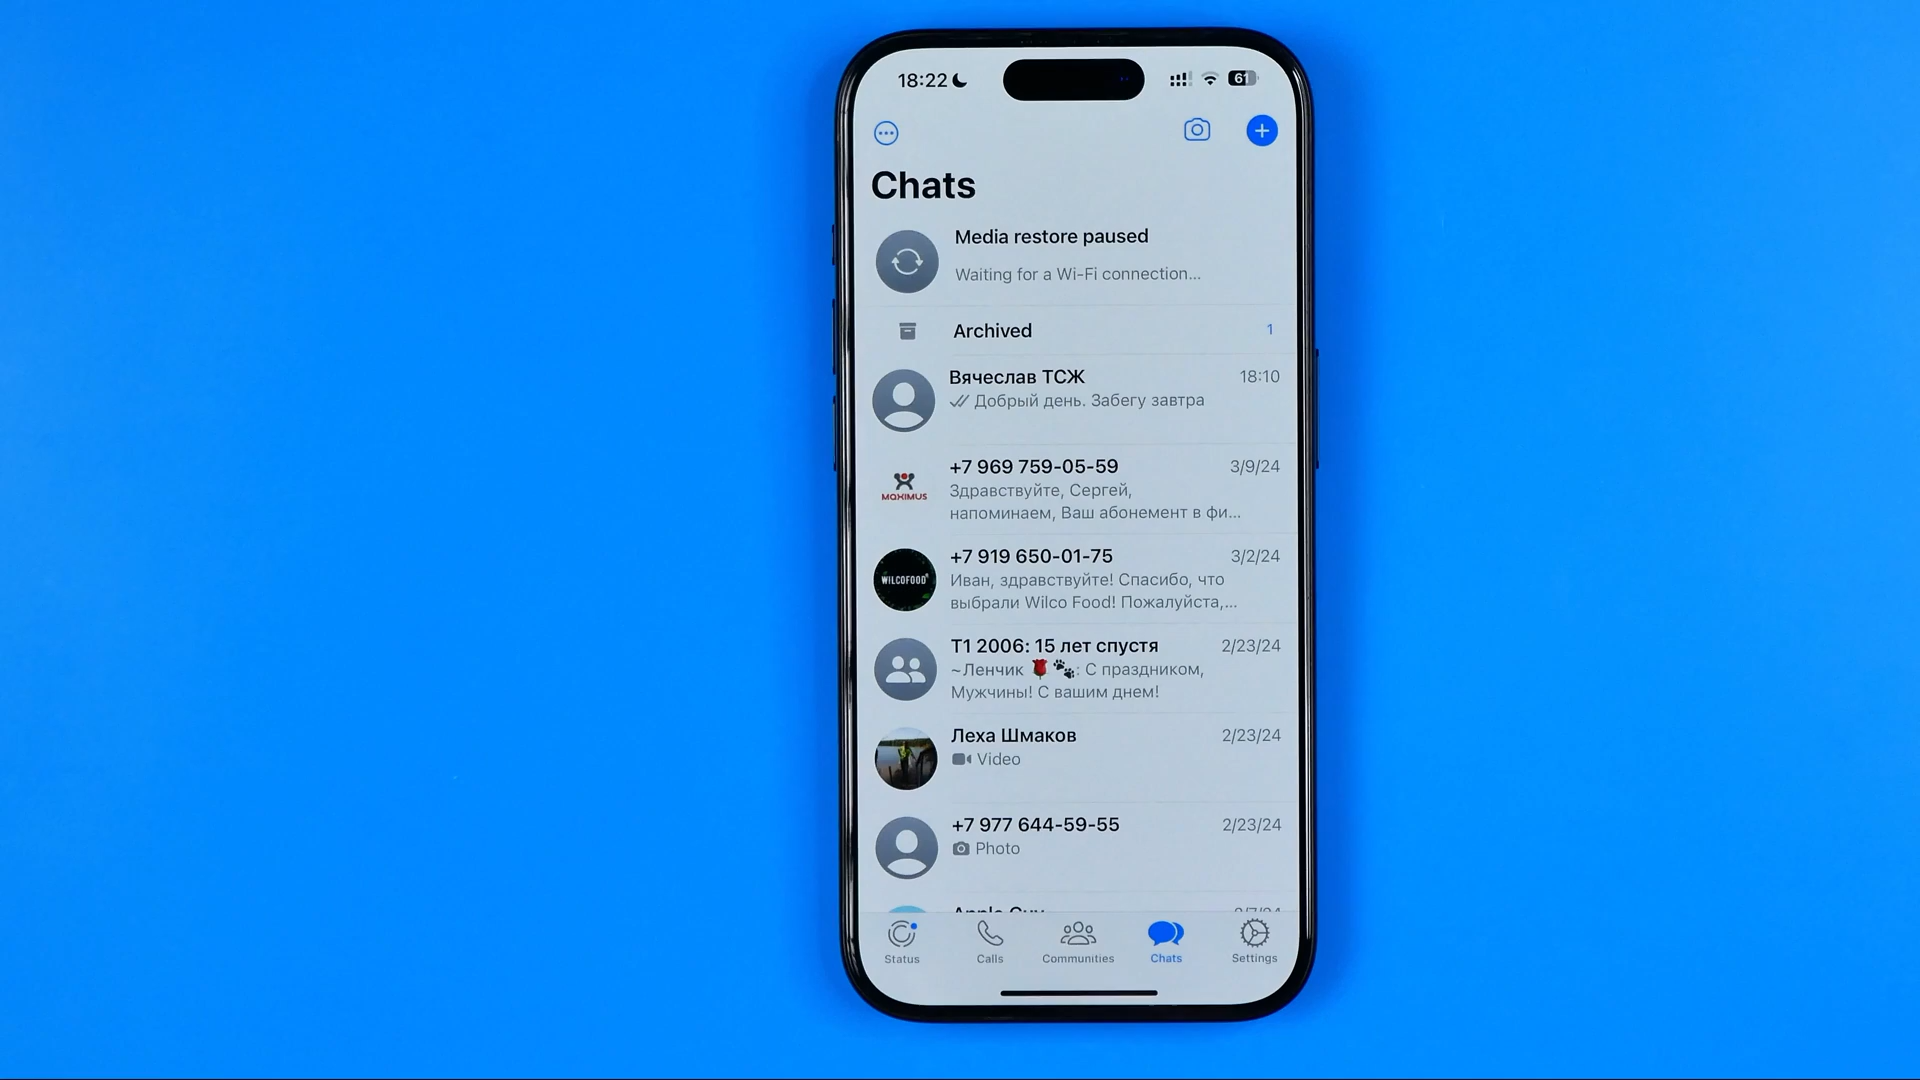 18:22
61
Chats
Media restore paused
Waiting for a Wi-Fi connection...
Archived
1
Вячеслав ТСЖ
18:10
Добрый день. Забегу завтра
+7 969 759-05-59
3/9/24
MAXIMUS
Здравствуйте, Сергей,
напоминаем, Ваш абонемент в фи...
+7 919 650-01-75
3/2/24
WILCOFOOD
Иван, здравствуйте! Спасибо, что
выбрали Wilco Food! Пожалуйста,...
Т1 2006: 15 лет спустя
2/23/24
~Ленчик 🌹🐾: С праздником,
Мужчины! С вашим днем!
Леха Шмаков
2/23/24
Video
+7 977 644-59-55
2/23/24
Photo
Apple Guy
Status
Calls
Communities
Chats
Settings